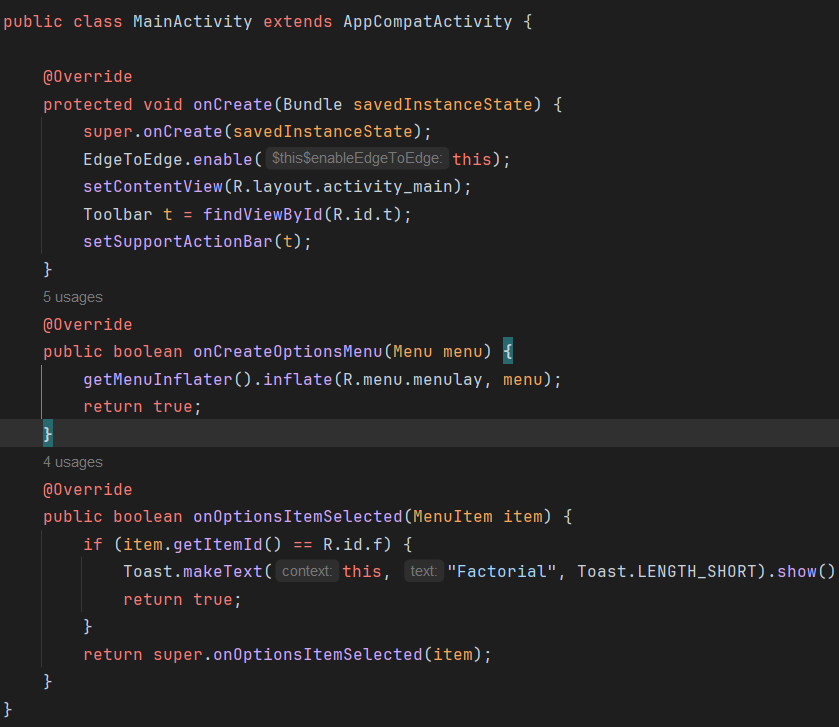 public class MainActivity extends AppCompatActivity {
@Override
protected void onCreate(Bundle savedInstanceState) {
super.onCreate(savedInstanceState);
EdgeToEdge.enable( $this$enableEdgeToEdge: this);
setContentView(R.layout.activity_main);
Toolbar t = findViewById(R.id.t);
setSupportActionBar(t);
}
5 usages
@Override
public boolean onCreateOptionsMenu(Menu menu) {
getMenuInflater().inflate(R.menu.menulay, menu);
return true;
}
4 usages
@Override
public boolean onOptionsItemSelected(MenuItem item) {
if (item.getItemId() == R.id.f) {
Toast.makeText( context: this, text: "Factorial", Toast.LENGTH_SHORT).show()
return true;
}
return super.onOptionsItemSelected(item);
}
}